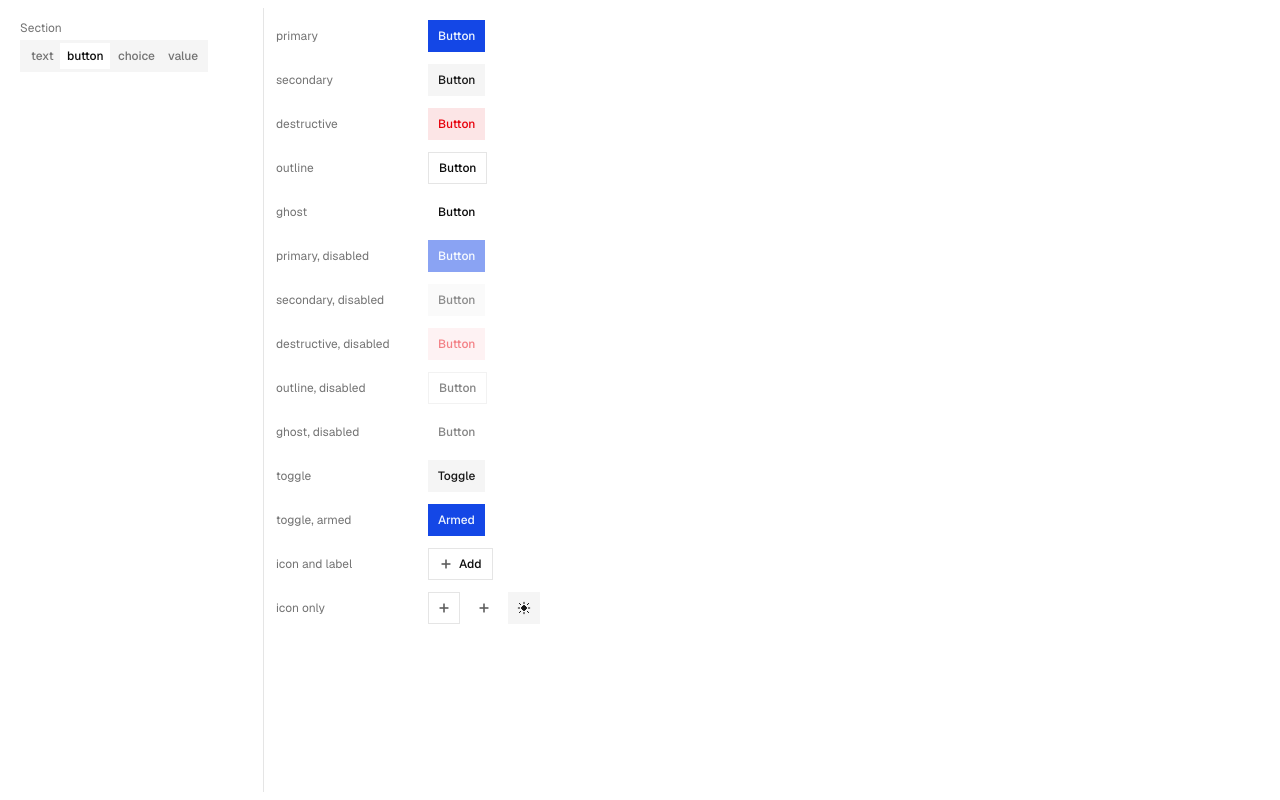 Section
text button choice value
primary Button
secondary Button
destructive Button
outline Button
ghost Button
primary, disabled Button
secondary, disabled Button
destructive, disabled Button
outline, disabled Button
ghost, disabled Button
toggle Toggle
toggle, armed Armed
icon and label Add
icon only